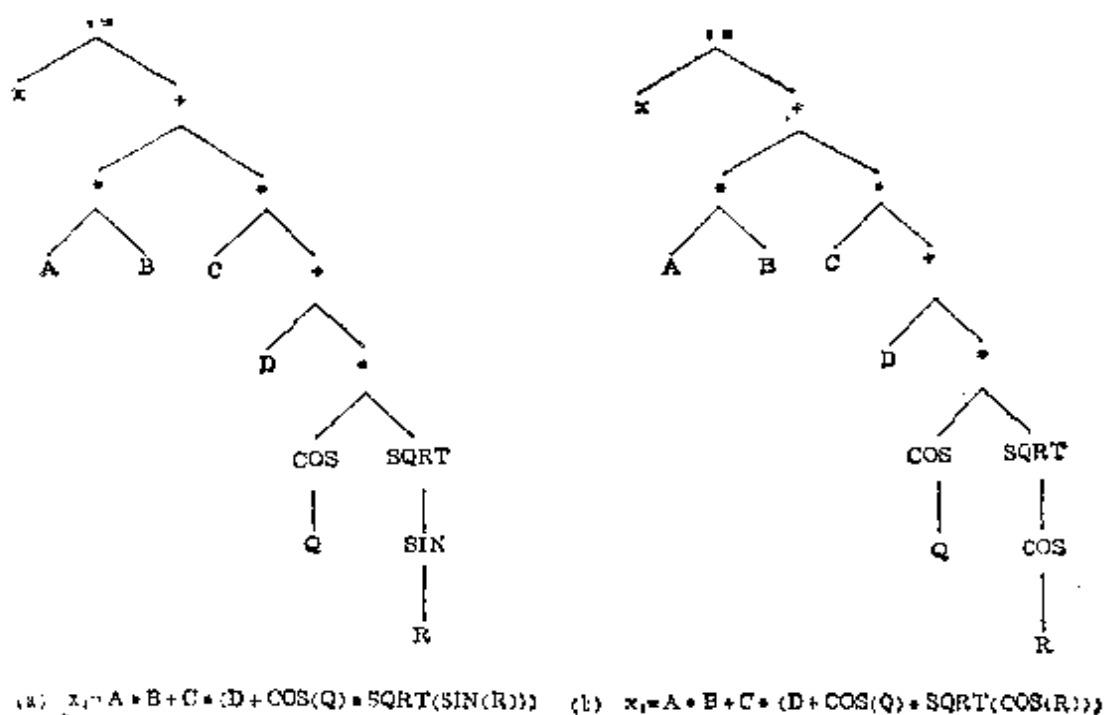 x + x +
* * * *
A B C + A B C +
D * D *
COS SQRT COS SQRT
Q SIN Q COS
R R
(a) x:=A*B+C*(D+COS(Q)*SQRT(SIN(R))) (b) x:=A*B+C*(D+COS(Q)*SQRT(COS(R)))